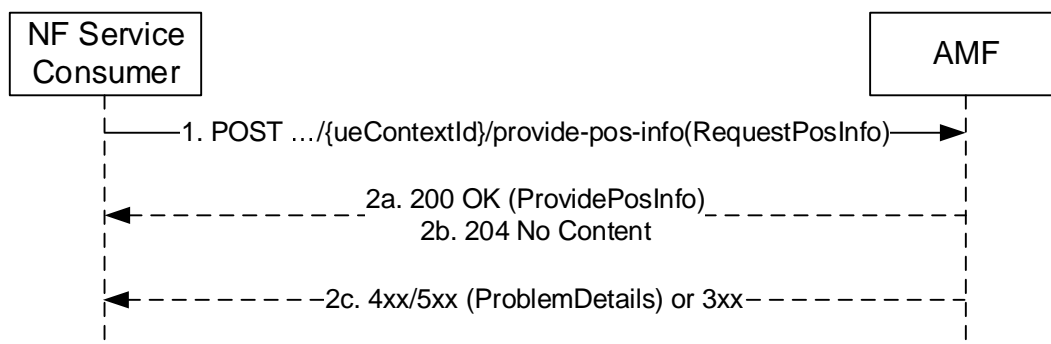 NF Service
Consumer
AMF
1. POST …/{ueContextId}/provide-pos-info(RequestPosInfo)
2a. 200 OK (ProvidePosInfo)
2b. 204 No Content
2c. 4xx/5xx (ProblemDetails) or 3xx